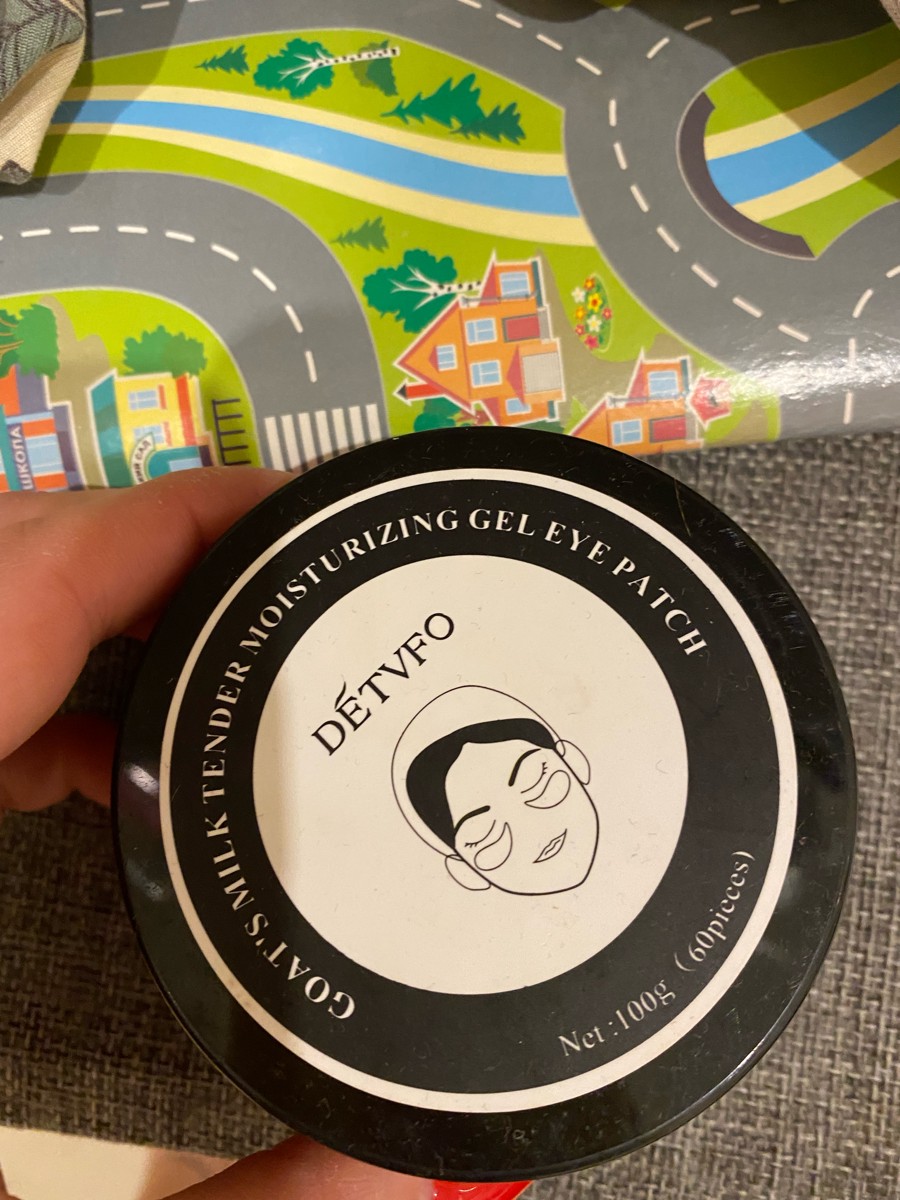 ШКОЛА
GOAT'S MILK TENDER MOISTURIZING GEL EYE PATCH
DÉTVFO
Net:100g (60pieces)